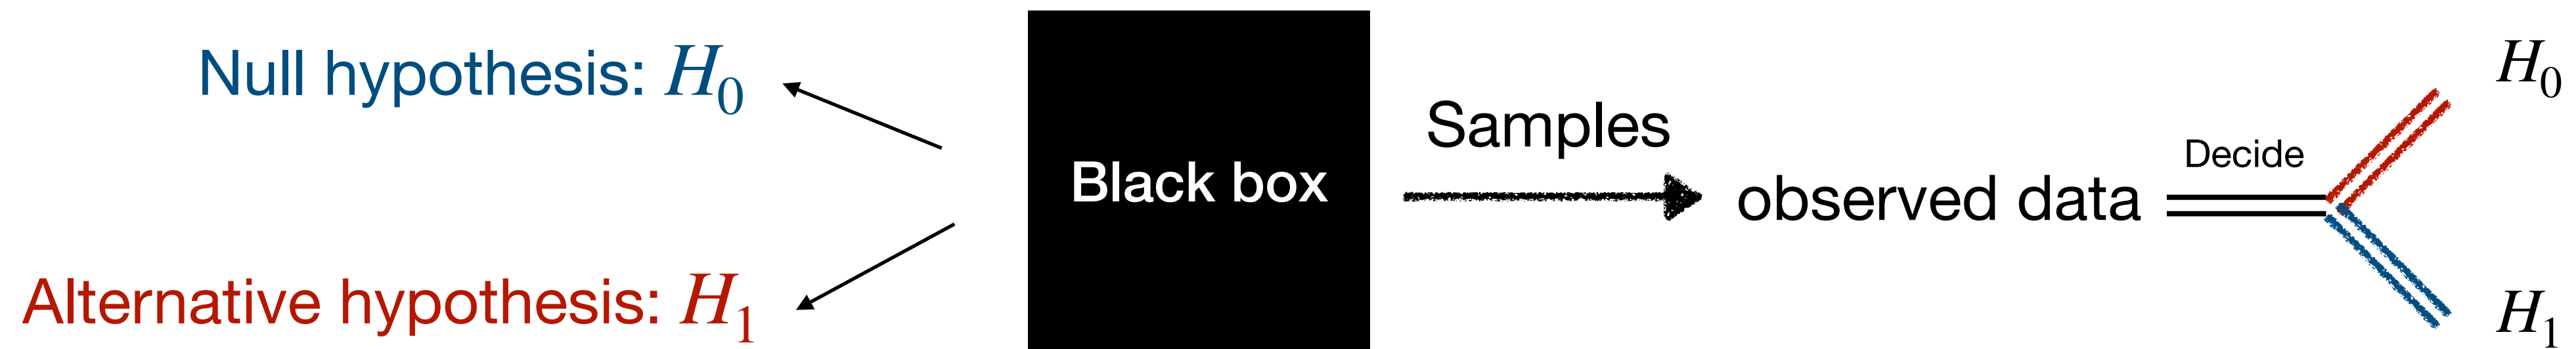 Null hypothesis: H₀
Alternative hypothesis: H₁
Black box
Samples
observed data
Decide
H₀
H₁